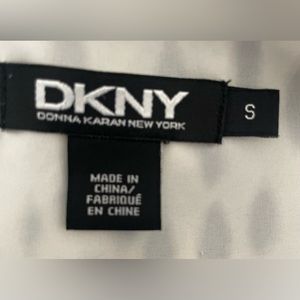 DKNY
DONNA KARAN NEW YORK
S
MADE IN
CHINA/
FABRIQUÉ
EN CHINE